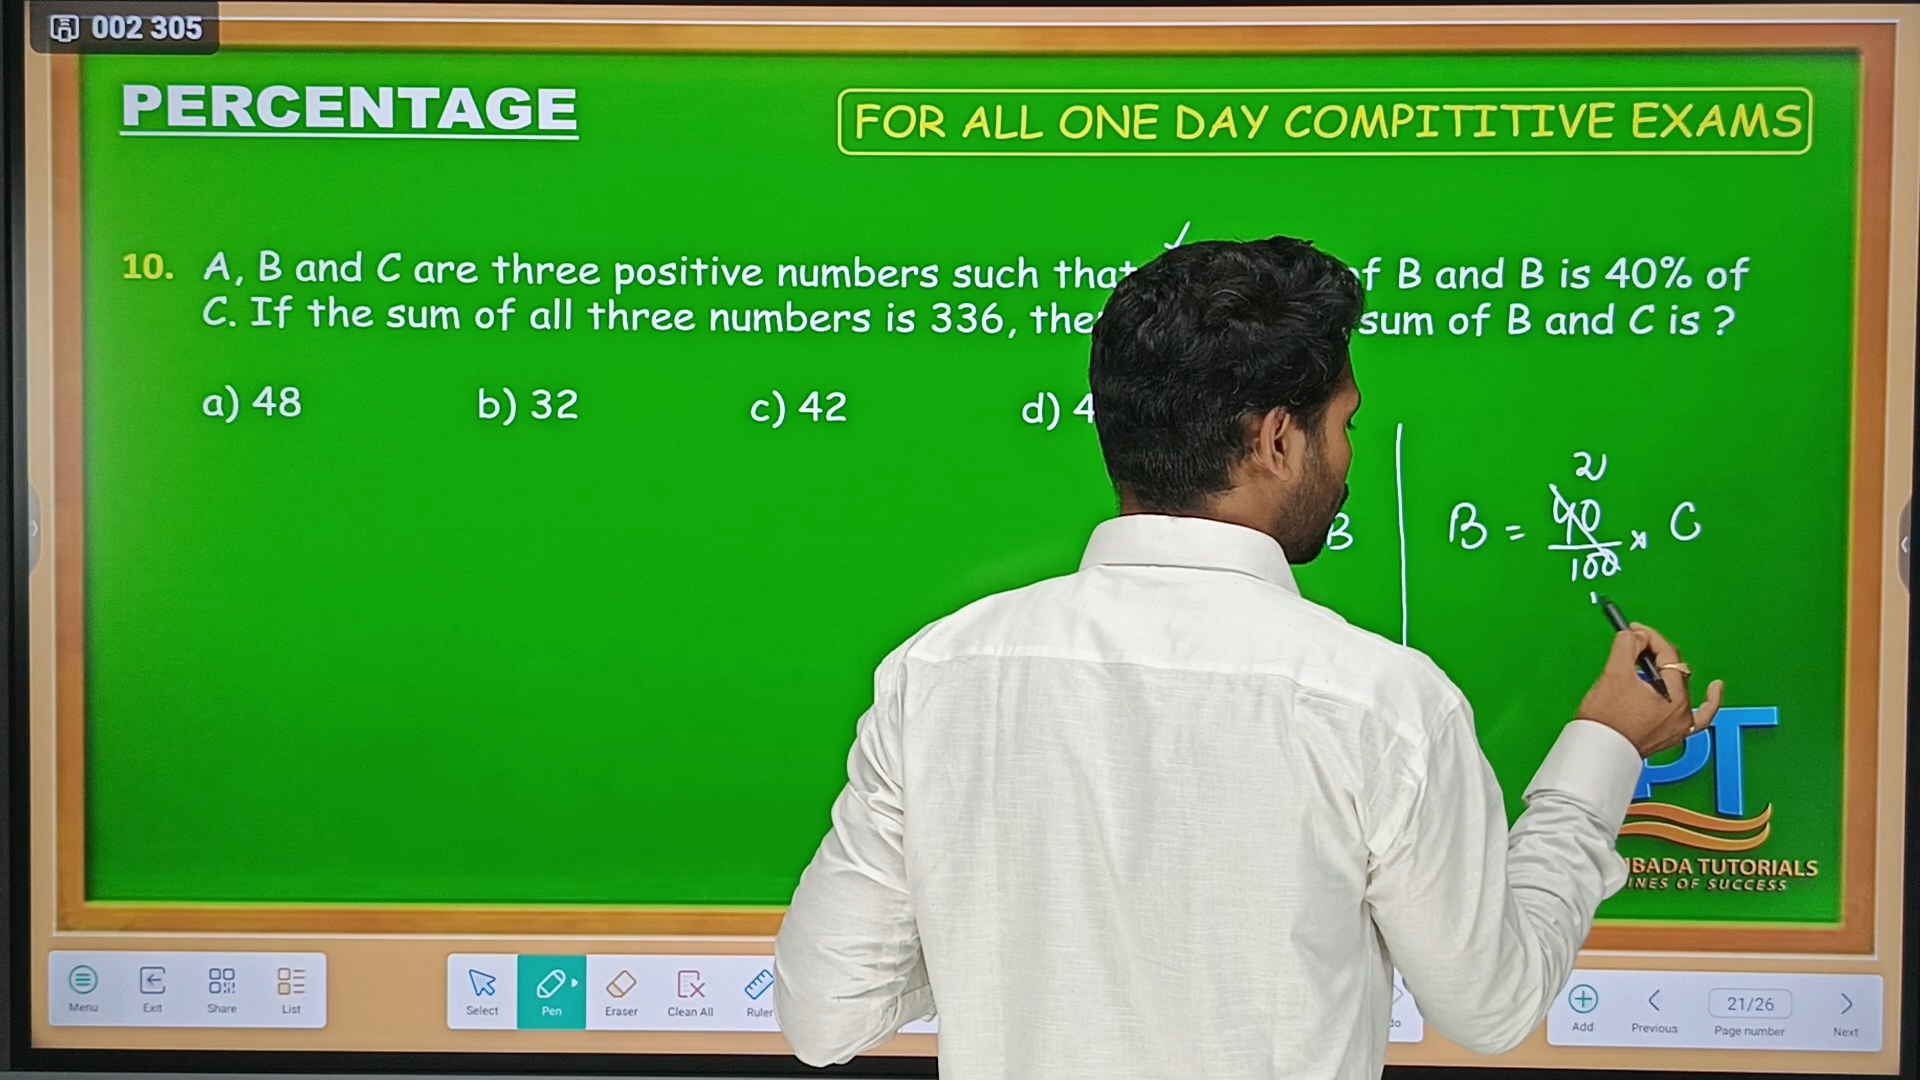 002 305
PERCENTAGE
FOR ALL ONE DAY COMPITITIVE EXAMS
10. A, B and C are three positive numbers such that of B and B is 40% of
C. If the sum of all three numbers is 336, sum of B and C is ?
a) 48 b) 32 c) 42 d) 4
B
2
B = 40/100 × C
PT
BADA TUTORIALS
INES OF SUCCESS
Menu Exit Share List Select Pen Eraser Clean All Ruler Add Previous 21/26 Page number Next